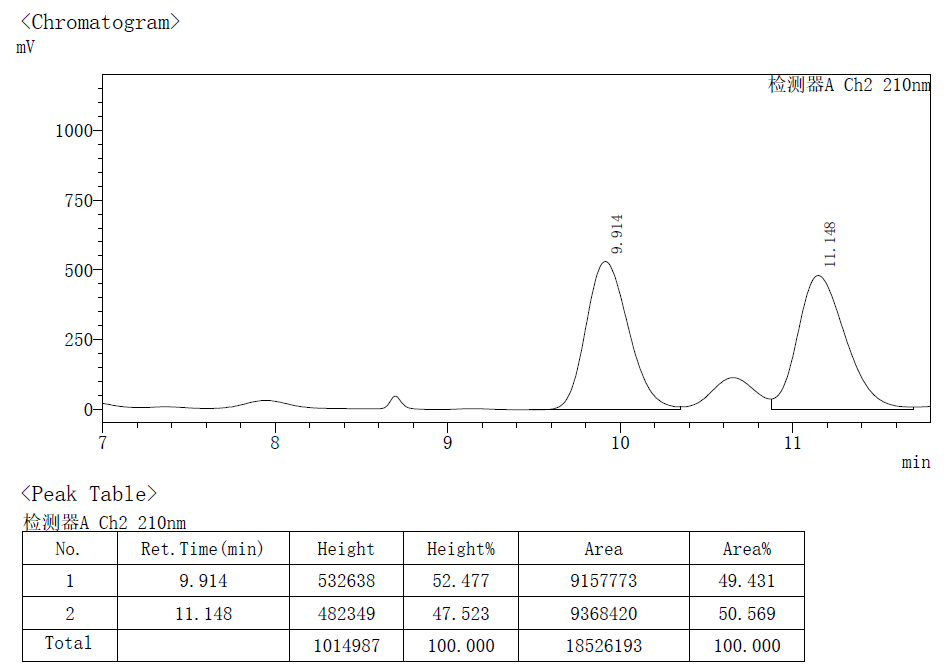 <Chromatogram>
mV
检测器A Ch2 210nm
1000
750
500
250
0
9.914
11.148
7 8 9 10 11
min
<Peak Table>
检测器A Ch2 210nm
No. Ret.Time(min) Height Height% Area Area%
1 9.914 532638 52.477 9157773 49.431
2 11.148 482349 47.523 9368420 50.569
Total 1014987 100.000 18526193 100.000